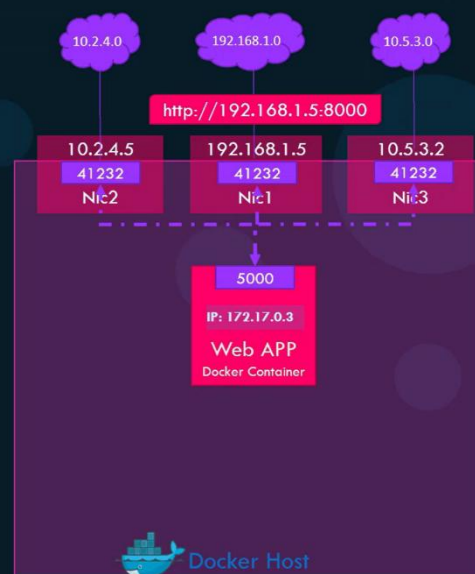 10.2.4.0
192.168.1.0
10.5.3.0
http://192.168.1.5:8000
10.2.4.5
192.168.1.5
10.5.3.2
41232
41232
41232
Nic2
Nic1
Nic3
5000
IP: 172.17.0.3
Web APP
Docker Container
Docker Host